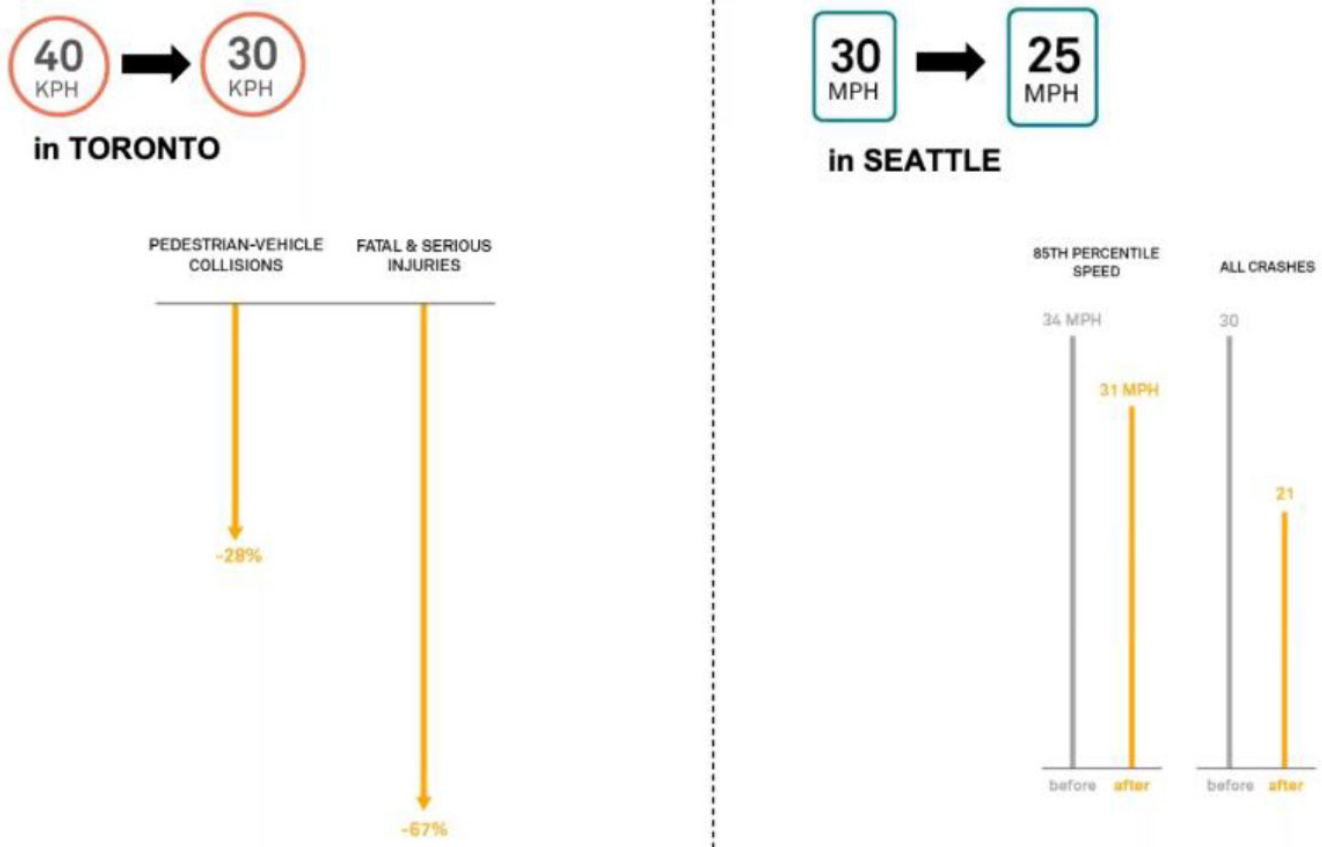 40
KPH
30
KPH
in TORONTO
PEDESTRIAN-VEHICLE
COLLISIONS
FATAL & SERIOUS
INJURIES
-28%
-67%
30
MPH
25
MPH
in SEATTLE
85TH PERCENTILE
SPEED
34 MPH
31 MPH
before after
ALL CRASHES
30
21
before after